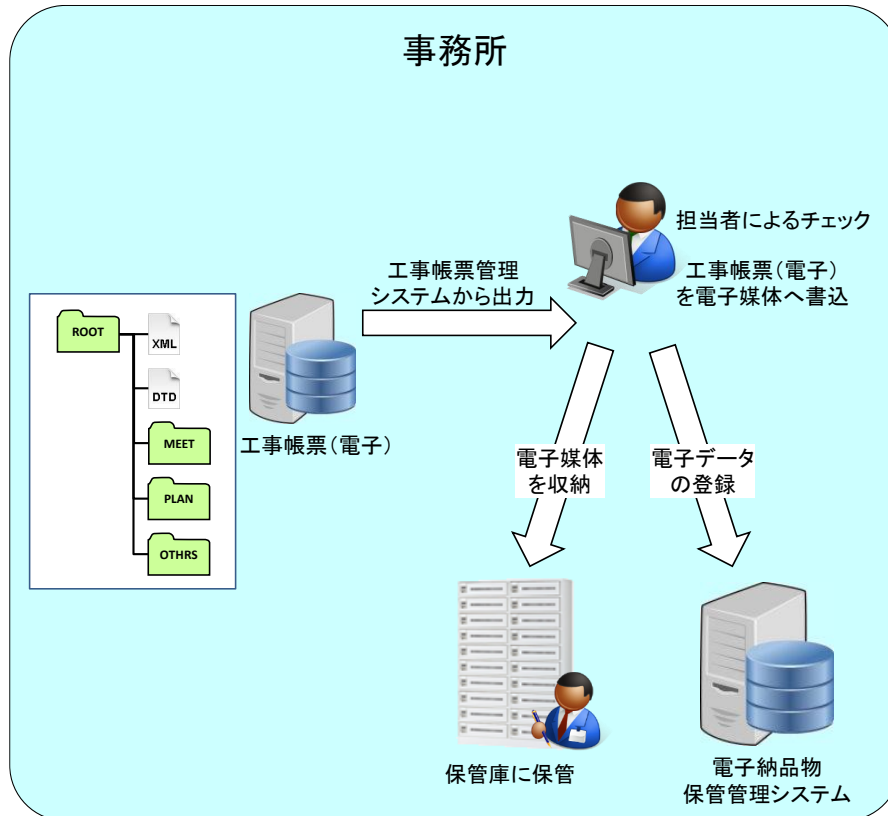 事務所
担当者によるチェック
工事帳票(電子)
を電子媒体へ書込
工事帳票管理
システムから出力
ROOT
XML
DTD
MEET
PLAN
OTHRS
工事帳票(電子)
電子媒体
を収納
電子データ
の登録
保管庫に保管
電子納品物
保管管理システム